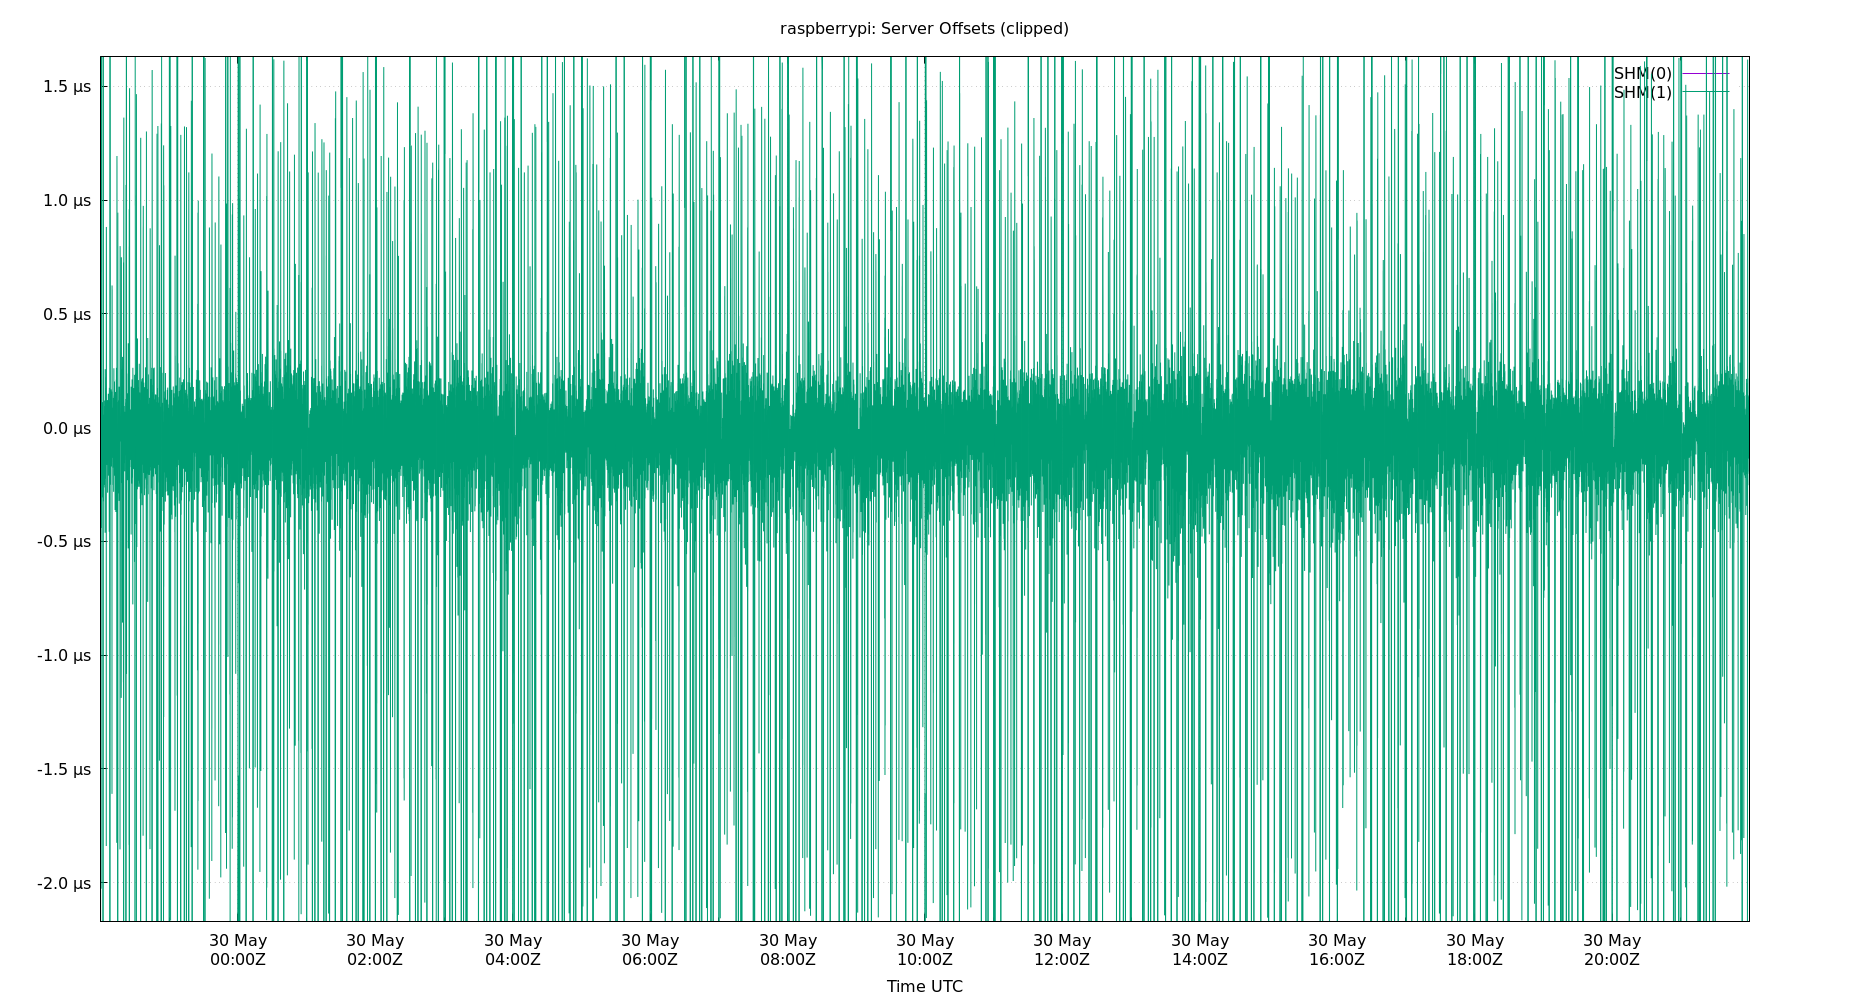 raspberrypi: Server Offsets (clipped)
SHM(0)
SHM(1)
1.5 µs
1.0 µs
0.5 µs
0.0 µs
-0.5 µs
-1.0 µs
-1.5 µs
-2.0 µs
30 May 30 May 30 May 30 May 30 May 30 May 30 May 30 May 30 May 30 May 30 May
00:00Z 02:00Z 04:00Z 06:00Z 08:00Z 10:00Z 12:00Z 14:00Z 16:00Z 18:00Z 20:00Z
Time UTC